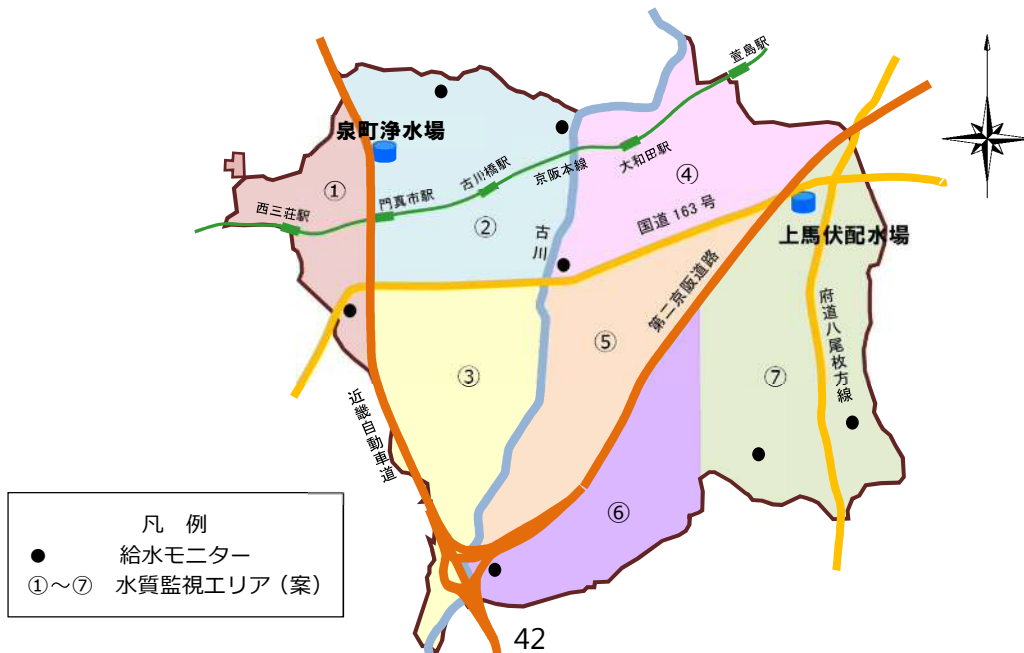 萱島駅
泉町浄水場
大和田駅
古川橋駅
京阪本線
①
④
門真市駅
西三荘駅
②
古川
国道 163 号
上馬伏配水場
第二京阪道路
府道八尾枚方線
⑤
③
⑦
近畿自動車道
⑥
凡 例
● 給水モニター
①～⑦ 水質監視エリア（案）
42